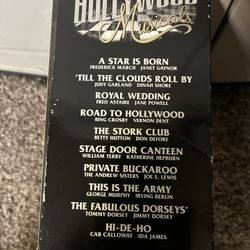 HOLLYWOOD
Musicals
A STAR IS BORN
FREDERICK MARCH JANET GAYNOR
'TILL THE CLOUDS ROLL BY
JUDY GARLAND DINAH SHORE
ROYAL WEDDING
FRED ASTAIRE JANE POWELL
ROAD TO HOLLYWOOD
BING CROSBY VERNON DENT
THE STORK CLUB
BETTY HUTTON DON DEFORE
STAGE DOOR CANTEEN
WILLIAM TERRY KATHERINE HEPBURN
PRIVATE BUCKAROO
THE ANDREW SISTERS JOE E. LEWIS
THIS IS THE ARMY
GEORGE MURPHY IRVING BERLIN
THE FABULOUS DORSEYS'
TOMMY DORSEY JIMMY DORSEY
HI-DE-HO
CAB CALLOWAY IDA JAMES